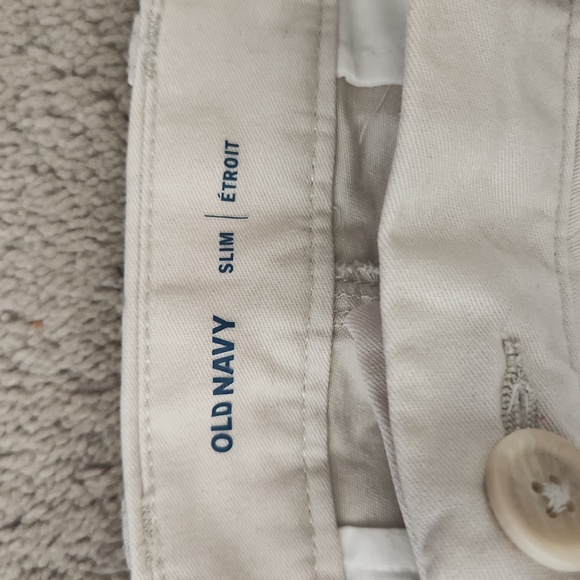 OLD NAVY SLIM | ÉTROIT